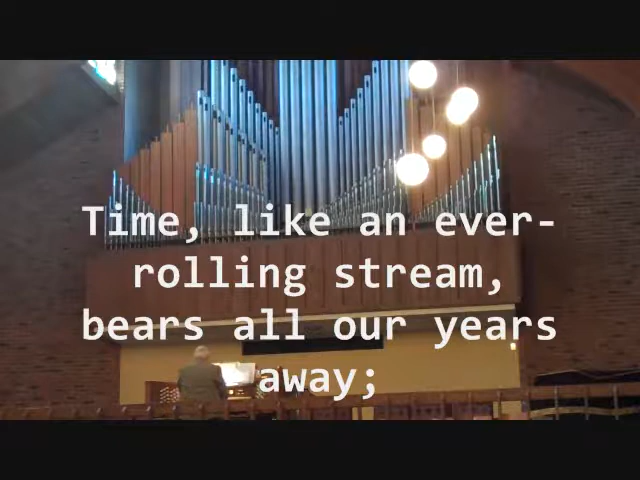 Time, like an ever-
rolling stream,
bears all our years
away;